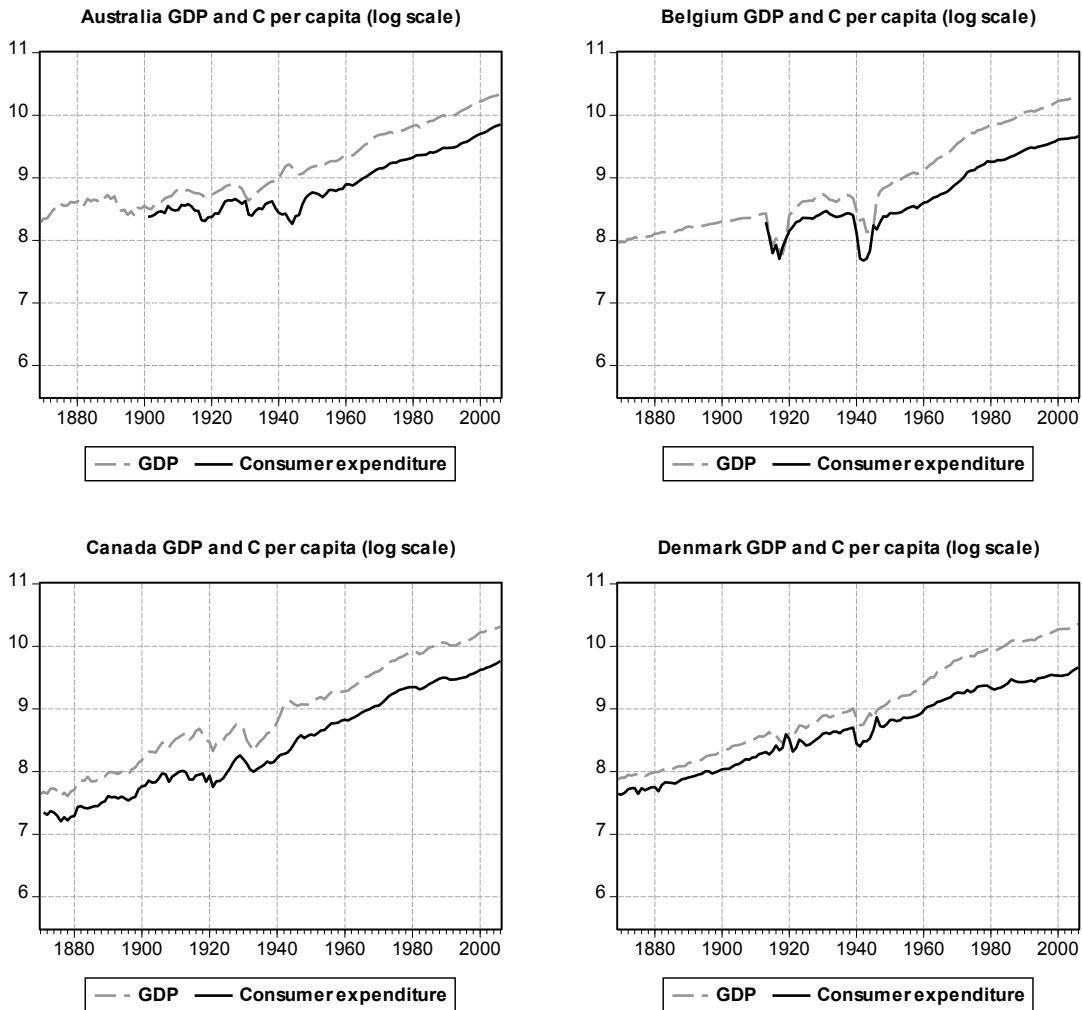 Australia GDP and C per capita (log scale)
11
10
9
8
7
6
1880 1900 1920 1940 1960 1980 2000
GDP Consumer expenditure
Belgium GDP and C per capita (log scale)
11
10
9
8
7
6
1880 1900 1920 1940 1960 1980 2000
GDP Consumer expenditure
Canada GDP and C per capita (log scale)
11
10
9
8
7
6
1880 1900 1920 1940 1960 1980 2000
GDP Consumer expenditure
Denmark GDP and C per capita (log scale)
11
10
9
8
7
6
1880 1900 1920 1940 1960 1980 2000
GDP Consumer expenditure